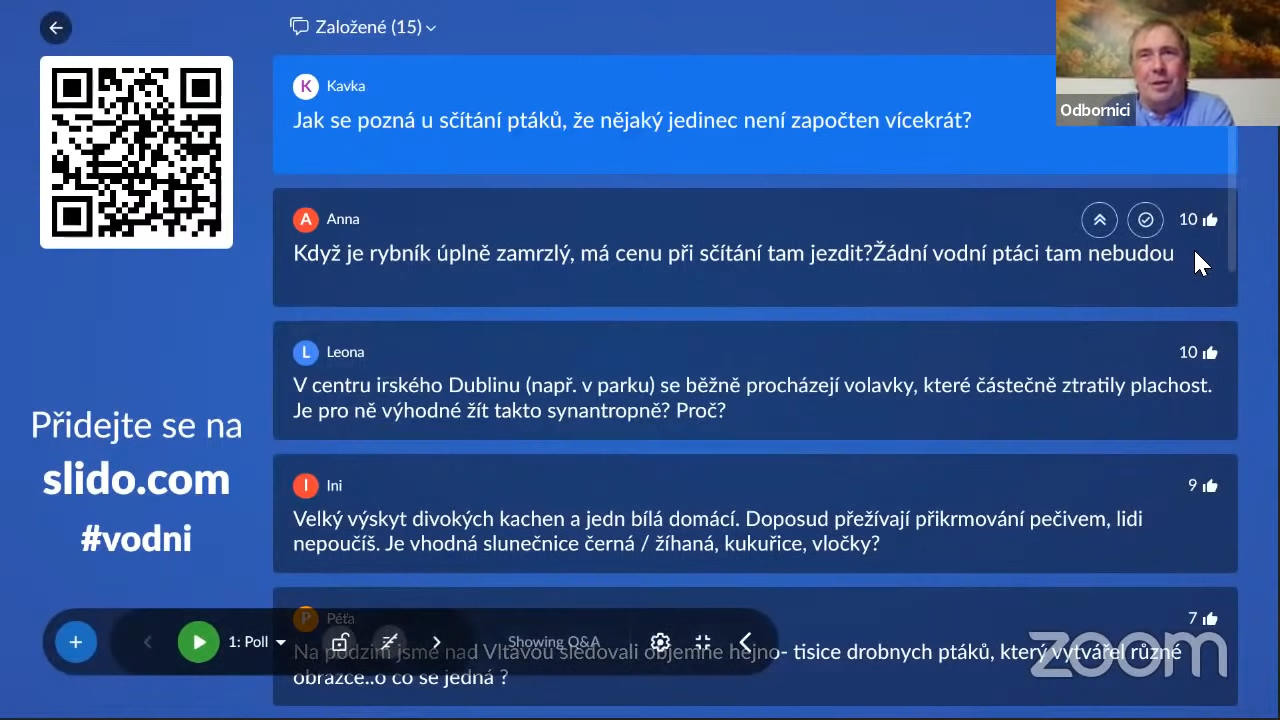 Založené (15)
K Kavka
Jak se pozná u sčítání ptáků, že nějaký jedinec není započten vícekrát?
Odbornici
A Anna
10
Když je rybník úplně zamrzlý, má cenu při sčítání tam jezdit?Žádní vodní ptáci tam nebudou
L Leona
10
V centru irského Dublinu (např. v parku) se běžně procházejí volavky, které částečně ztratily plachost.
Je pro ně výhodné žít takto synantropně? Proč?
Přidejte se na
slido.com
#vodni
I Ini
9
Velký výskyt divokých kachen a jedn bílá domácí. Doposud přežívají přikrmování pečivem, lidi
nepoučíš. Je vhodná slunečnice černá / žíhaná, kukuřice, vločky?
P Péťa
7
Na podzim jsme nad Vltavou sledovali objemne hejno- tisice drobnych ptáků, který vytvářel různé
obrazce..o co se jedná ?
1: Poll
Showing Q&A
zoom